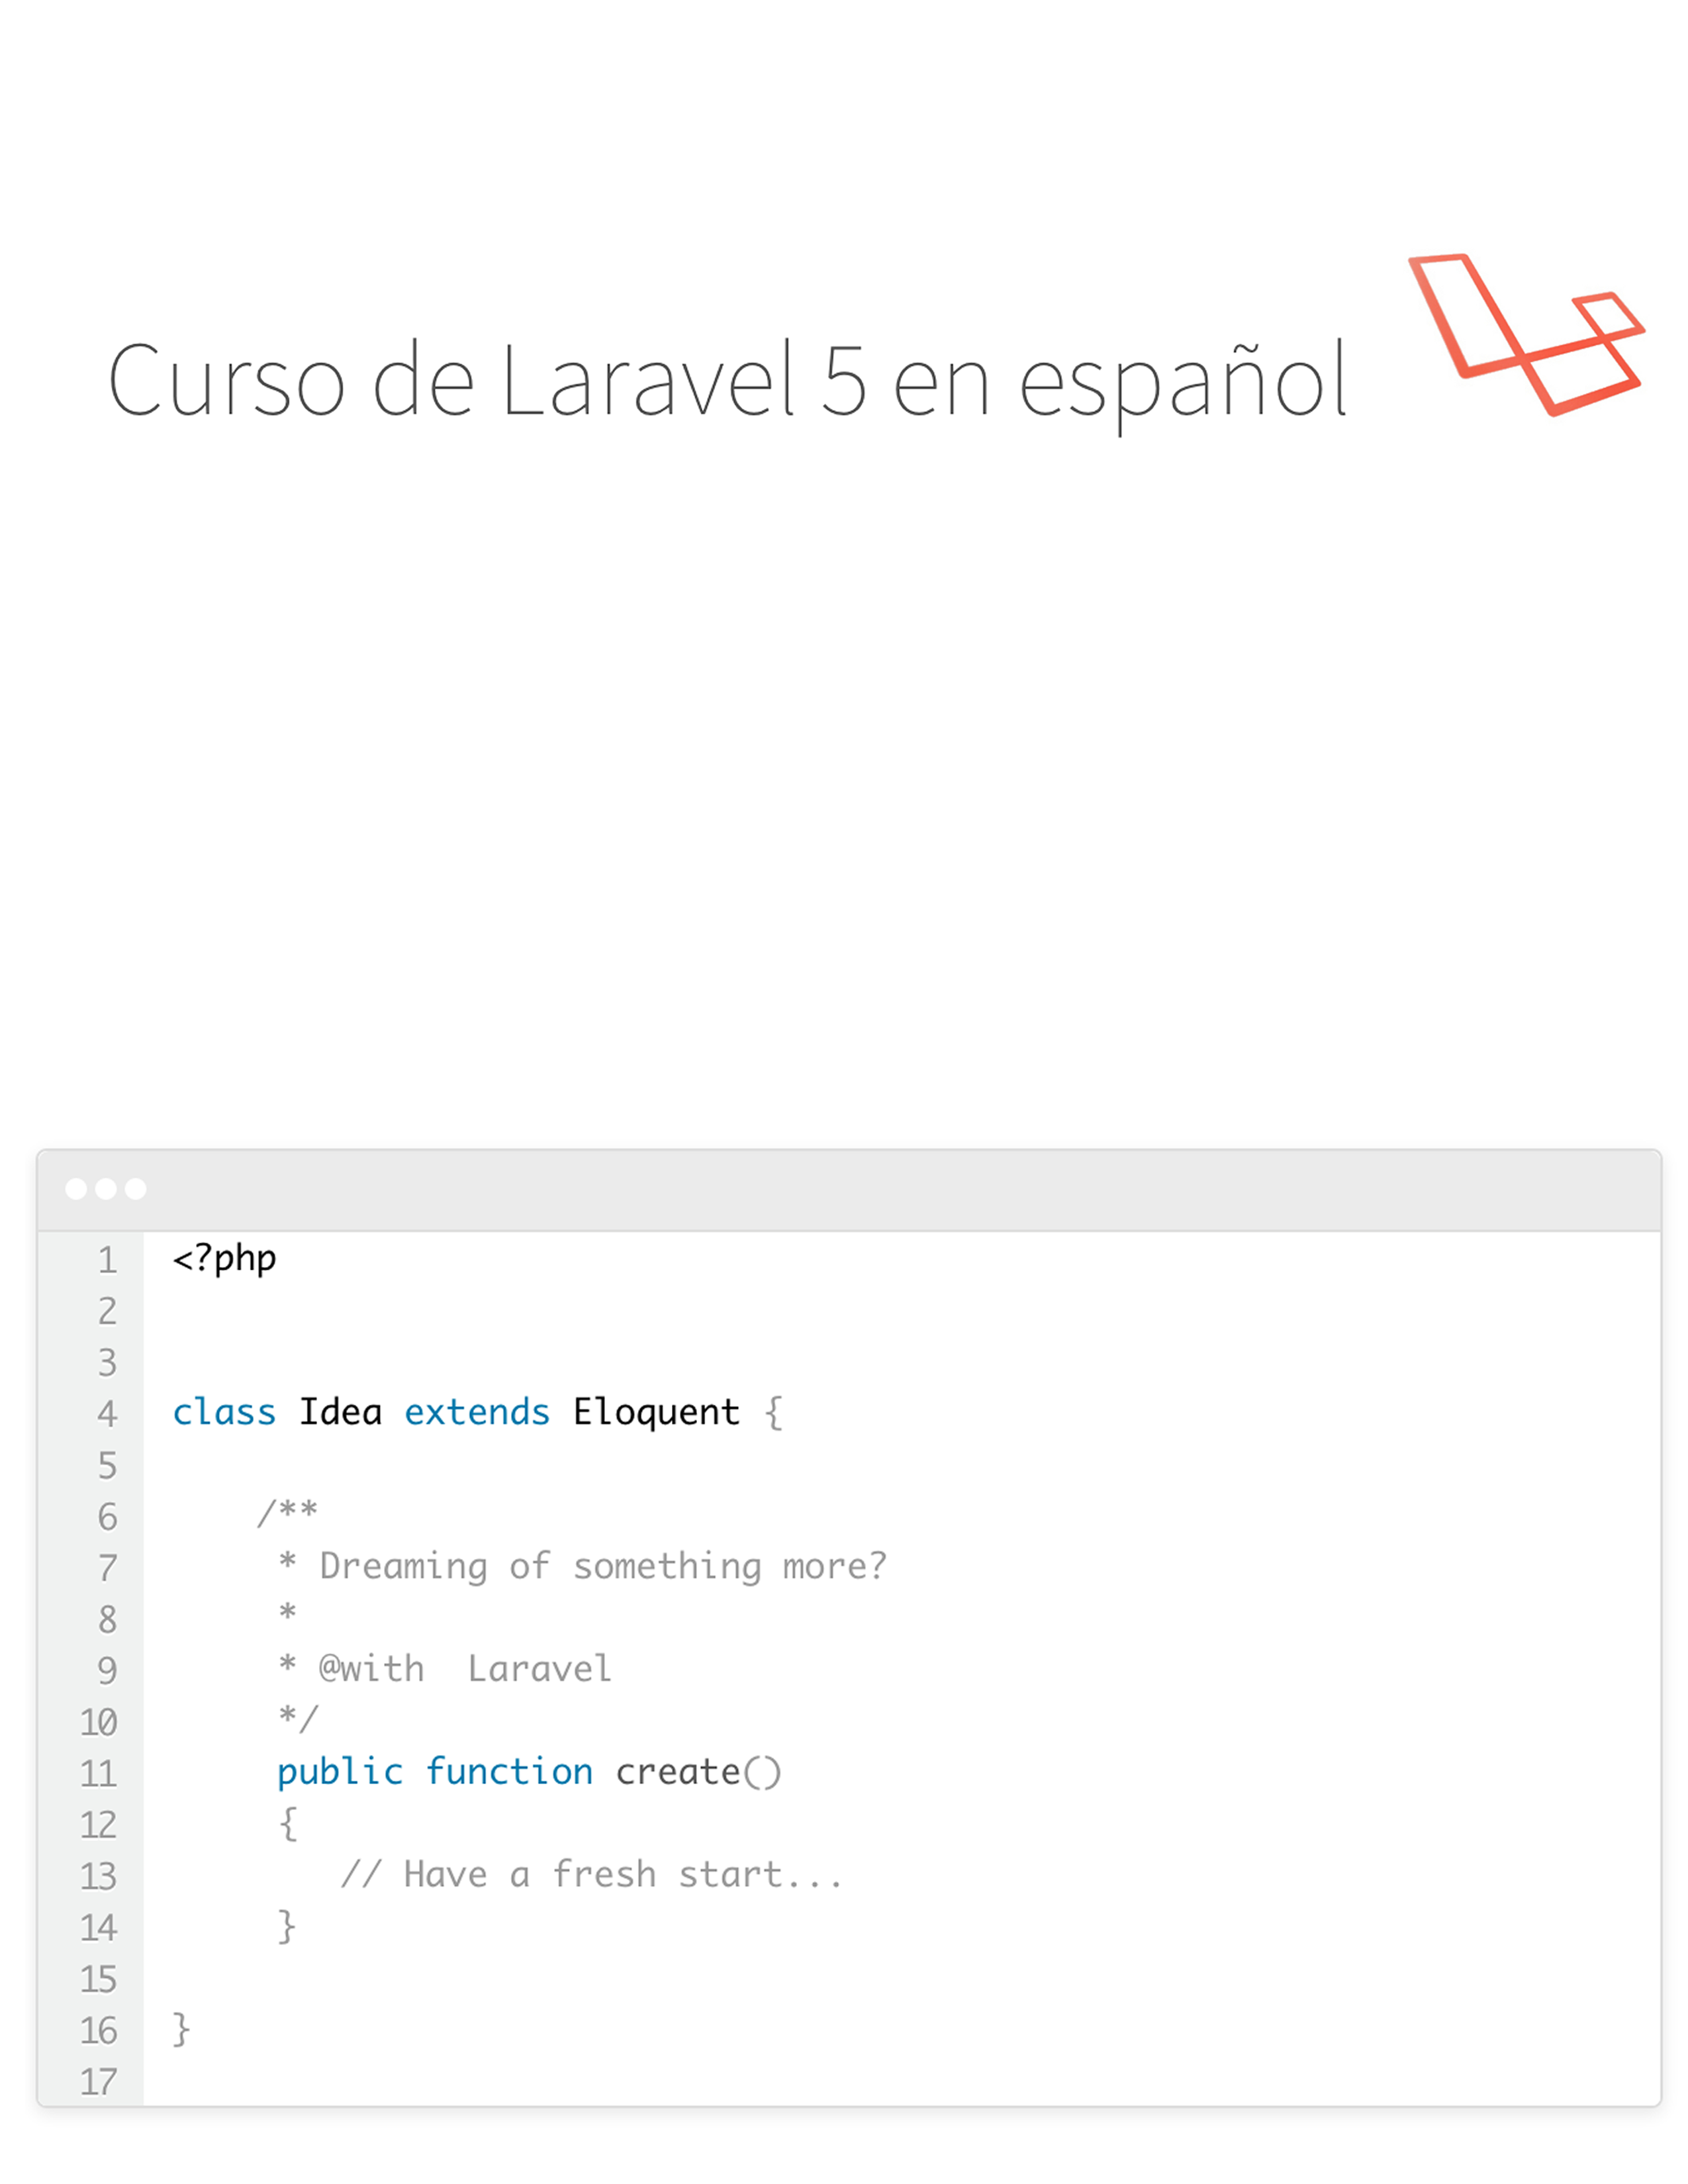 Curso de Laravel 5 en español
1 <?php
2
3
4 class Idea extends Eloquent {
5
6     /**
7      * Dreaming of something more?
8      *
9      * @with  Laravel
10      */
11      public function create()
12      {
13         // Have a fresh start...
14      }
15
16 }
17